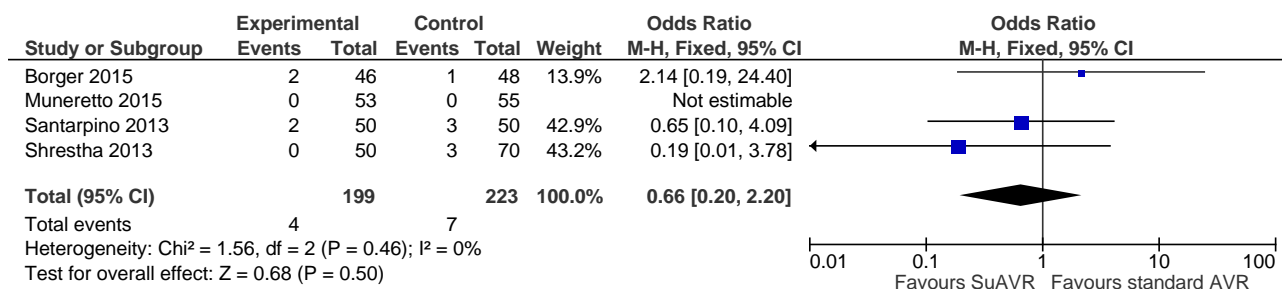 Experimental Control Odds Ratio Odds Ratio
Study or Subgroup Events Total Events Total Weight M-H, Fixed, 95% CI M-H, Fixed, 95% CI
Borger 2015 2 46 1 48 13.9% 2.14 [0.19, 24.40]
Muneretto 2015 0 53 0 55 Not estimable
Santarpino 2013 2 50 3 50 42.9% 0.65 [0.10, 4.09]
Shrestha 2013 0 50 3 70 43.2% 0.19 [0.01, 3.78]
Total (95% CI) 199 223 100.0% 0.66 [0.20, 2.20]
Total events 4 7
Heterogeneity: Chi² = 1.56, df = 2 (P = 0.46); I² = 0%
Test for overall effect: Z = 0.68 (P = 0.50)
0.01 0.1 1 10 100
Favours SuAVR Favours standard AVR